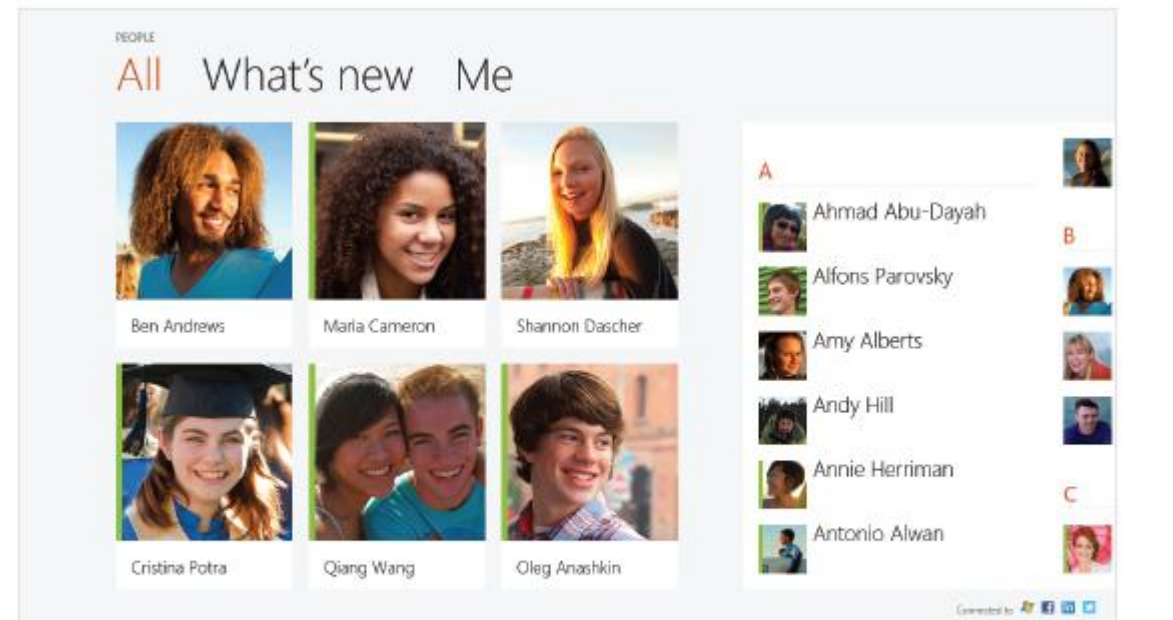 PEOPLE
All What's new Me
Ben Andrews
Maria Cameron
Shannon Dascher
Cristina Potra
Qiang Wang
Oleg Anashkin
A
Ahmad Abu-Dayah
Alfons Parovsky
Amy Alberts
Andy Hill
Annie Herriman
Antonio Alwan
B
C
Connected to